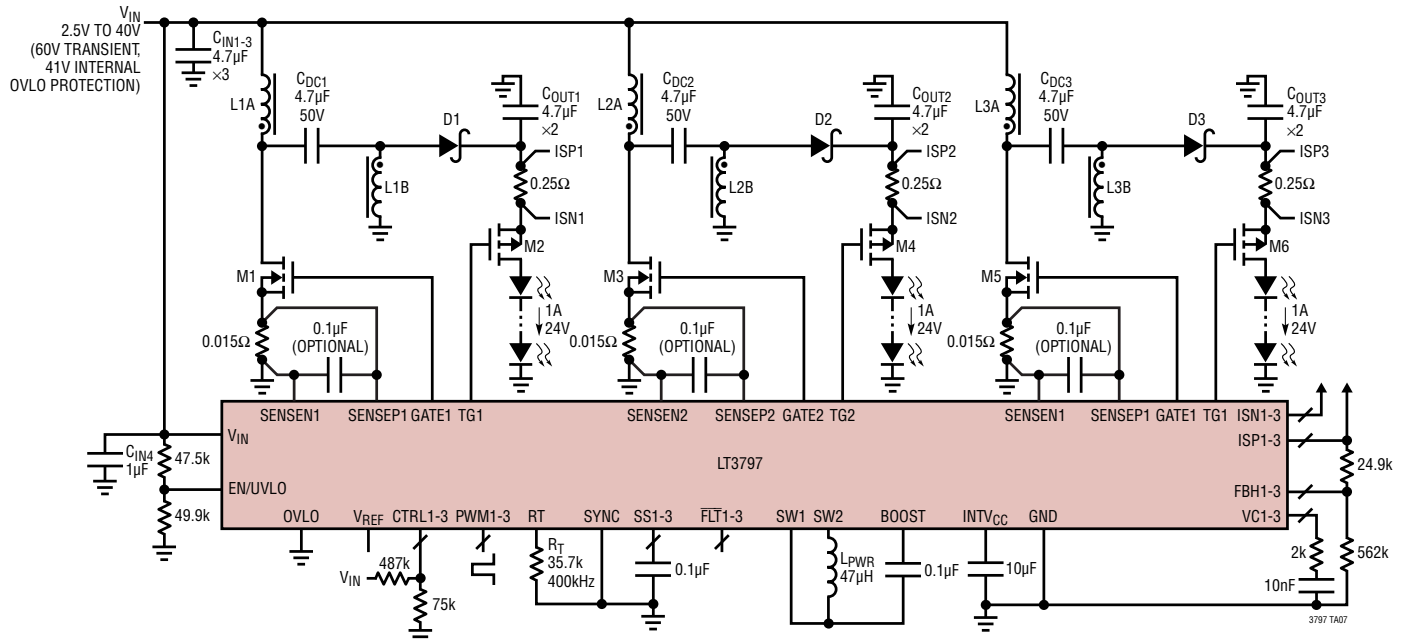 VIN
2.5V TO 40V
(60V TRANSIENT,
41V INTERNAL
OVLO PROTECTION)
CIN1-3
4.7µF
×3
L1A
CDC1
4.7µF
50V
L1B
D1
COUT1
4.7µF
×2
ISP1
0.25Ω
ISN1
M2
1A
24V
M1
0.015Ω
0.1µF
(OPTIONAL)
L2A
CDC2
4.7µF
50V
L2B
D2
COUT2
4.7µF
×2
ISP2
0.25Ω
ISN2
M4
1A
24V
M3
0.015Ω
0.1µF
(OPTIONAL)
L3A
CDC3
4.7µF
50V
L3B
D3
COUT3
4.7µF
×2
ISP3
0.25Ω
ISN3
M6
1A
24V
M5
0.015Ω
0.1µF
(OPTIONAL)
SENSEN1 SENSEP1 GATE1 TG1 SENSEN2 SENSEP2 GATE2 TG2 SENSEN1 SENSEP1 GATE1 TG1 ISN1-3
VIN
ISP1-3
CIN4
1µF
47.5k
LT3797
24.9k
EN/UVLO
FBH1-3
49.9k
OVLO VREF CTRL1-3 PWM1-3 RT SYNC SS1-3 FLT1-3 SW1 SW2 BOOST INTVCC GND
VC1-3
VIN
487k
75k
RT
35.7k
400kHz
0.1µF
LPWR
47µH
0.1µF
10µF
2k
10nF
562k
3797 TA07